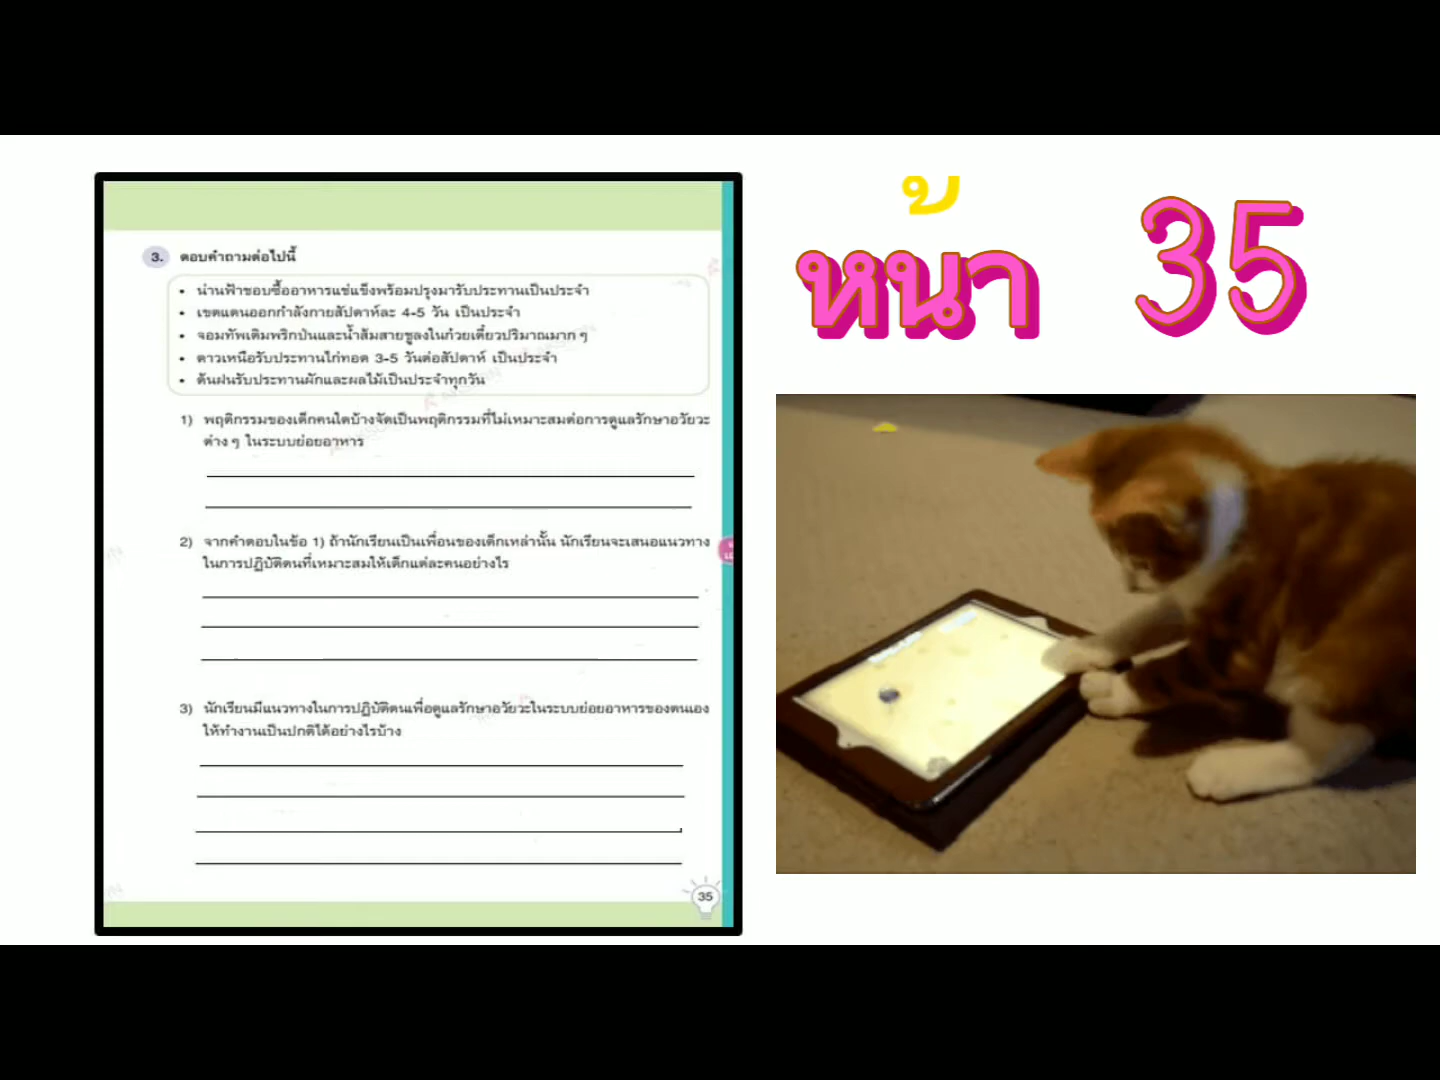 หน้า 35
3. ตอบคำถามต่อไปนี้
• น่านฟ้าชอบซื้ออาหารแช่แข็งพร้อมปรุงมารับประทานเป็นประจำ
• เขตแดนออกกำลังกายสัปดาห์ละ 4-5 วัน เป็นประจำ
• จอมทัพเติมพริกป่นและน้ำส้มสายชูลงในก๋วยเตี๋ยวปริมาณมาก ๆ
• ดาวเหนือรับประทานไก่ทอด 3-5 วันต่อสัปดาห์ เป็นประจำ
• ต้นฝนรับประทานผักและผลไม้เป็นประจำทุกวัน
1) พฤติกรรมของเด็กคนใดบ้างจัดเป็นพฤติกรรมที่ไม่เหมาะสมต่อการดูแลรักษาอวัยวะ
ต่าง ๆ ในระบบย่อยอาหาร
2) จากคำตอบในข้อ 1) ถ้านักเรียนเป็นเพื่อนของเด็กเหล่านั้น นักเรียนจะเสนอแนวทาง
ในการปฏิบัติตนที่เหมาะสมให้เด็กแต่ละคนอย่างไร
3) นักเรียนมีแนวทางในการปฏิบัติตนเพื่อดูแลรักษาอวัยวะในระบบย่อยอาหารของตนเอง
ให้ทำงานเป็นปกติได้อย่างไรบ้าง
35